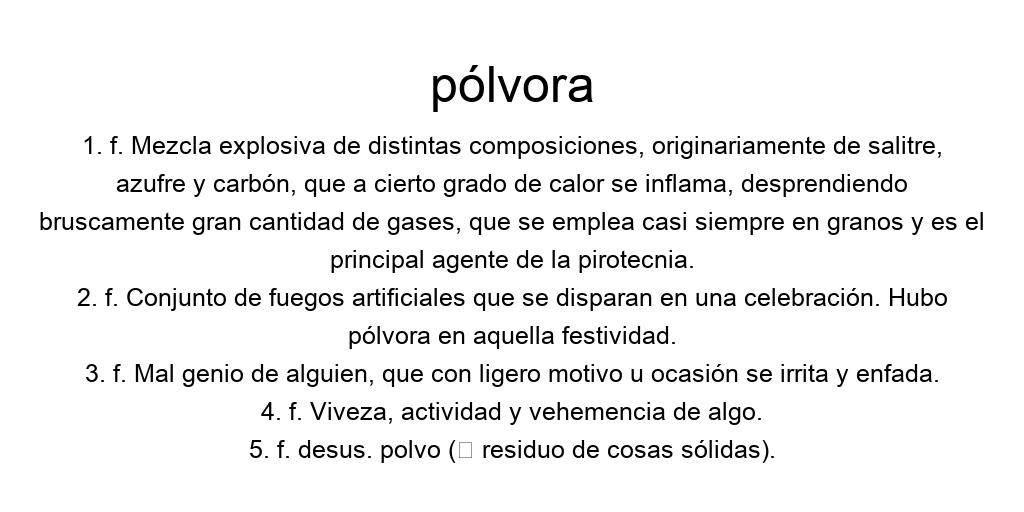 pólvora
1. f. Mezcla explosiva de distintas composiciones, originariamente de salitre,
azufre y carbón, que a cierto grado de calor se inflama, desprendiendo
bruscamente gran cantidad de gases, que se emplea casi siempre en granos y es el
principal agente de la pirotecnia.
2. f. Conjunto de fuegos artificiales que se disparan en una celebración. Hubo
pólvora en aquella festividad.
3. f. Mal genio de alguien, que con ligero motivo u ocasión se irrita y enfada.
4. f. Viveza, actividad y vehemencia de algo.
5. f. desus. polvo (□ residuo de cosas sólidas).